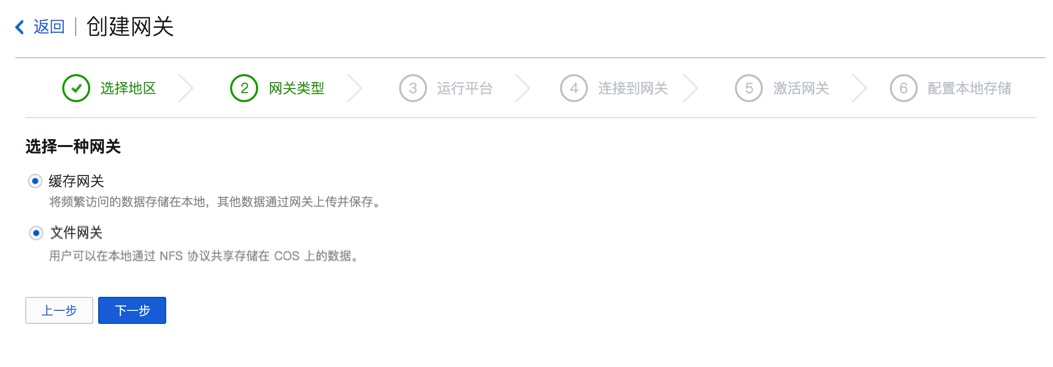 返回 | 创建网关
选择地区 2 网关类型 3 运行平台 4 连接到网关 5 激活网关 6 配置本地存储
选择一种网关
缓存网关
将频繁访问的数据存储在本地，其他数据通过网关上传并保存。
文件网关
用户可以在本地通过 NFS 协议共享存储在 COS 上的数据。
上一步 下一步